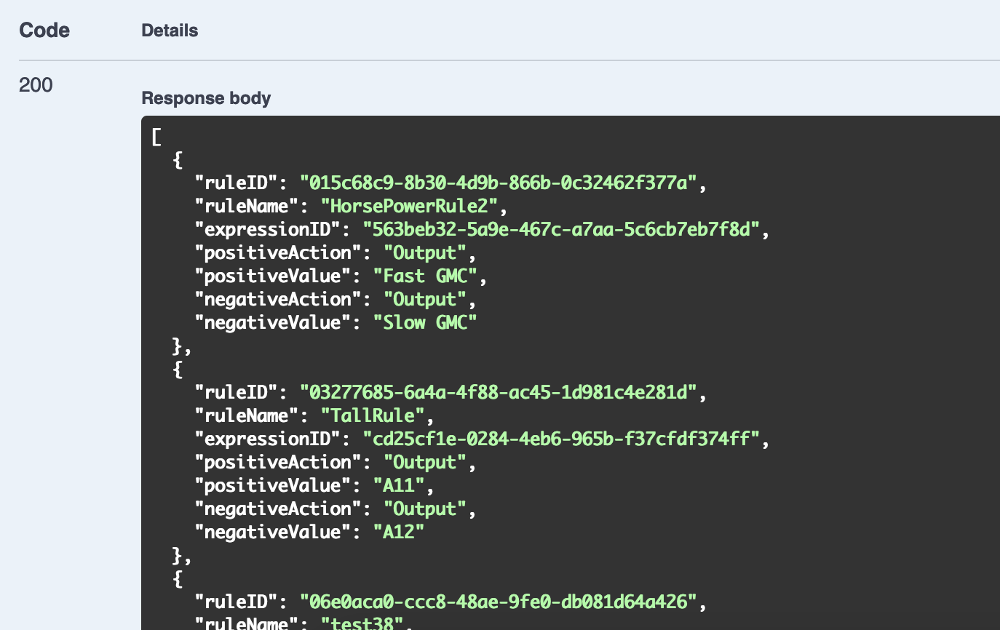 Code Details
200
Response body
[
{
"ruleID": "015c68c9-8b30-4d9b-866b-0c32462f377a",
"ruleName": "HorsePowerRule2",
"expressionID": "563beb32-5a9e-467c-a7aa-5c6cb7eb7f8d",
"positiveAction": "Output",
"positiveValue": "Fast GMC",
"negativeAction": "Output",
"negativeValue": "Slow GMC"
},
{
"ruleID": "03277685-6a4a-4f88-ac45-1d981c4e281d",
"ruleName": "TallRule",
"expressionID": "cd25cf1e-0284-4eb6-965b-f37cfdf374ff",
"positiveAction": "Output",
"positiveValue": "A11",
"negativeAction": "Output",
"negativeValue": "A12"
},
{
"ruleID": "06e0aca0-ccc8-48ae-9fe0-db081d64a426",
"ruleName": "test38",